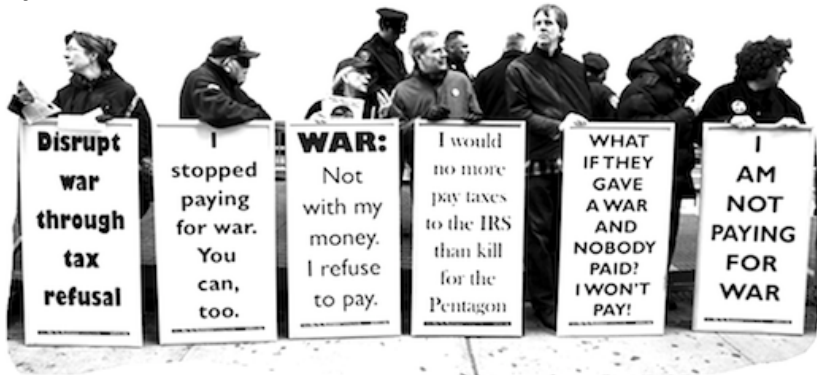 Disrupt
war
through
tax
refusal
I
stopped
paying
for war.
You
can,
too.
WAR:
Not
with my
money.
I refuse
to pay.
I would
no more
pay taxes
to the IRS
than kill
for the
Pentagon
WHAT
IF THEY
GAVE
A WAR
AND
NOBODY
PAID?
I WON'T
PAY!
I
AM
NOT
PAYING
FOR
WAR